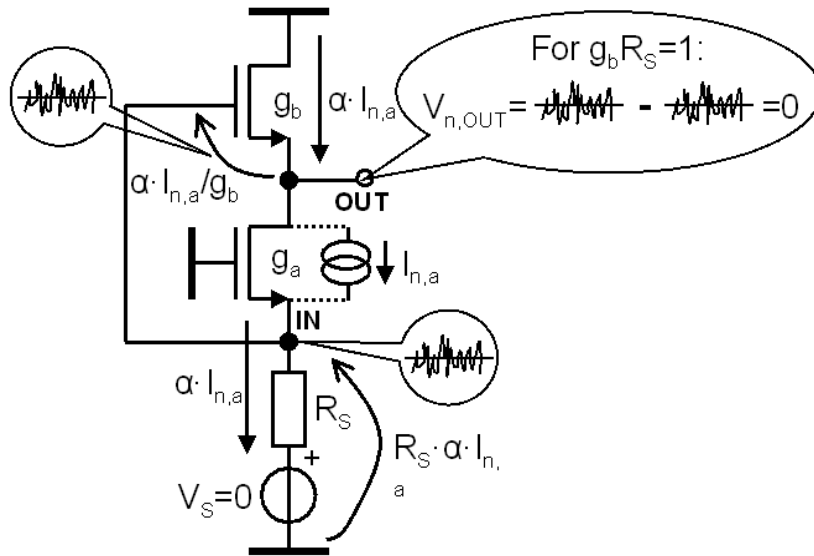 For g_bR_S=1:
V_n,OUT= - =0
g_b
α·I_n,a
α·I_n,a/g_b
OUT
g_a
I_n,a
IN
α·I_n,a
R_S
+
R_S·α·I_n,
a
V_S=0